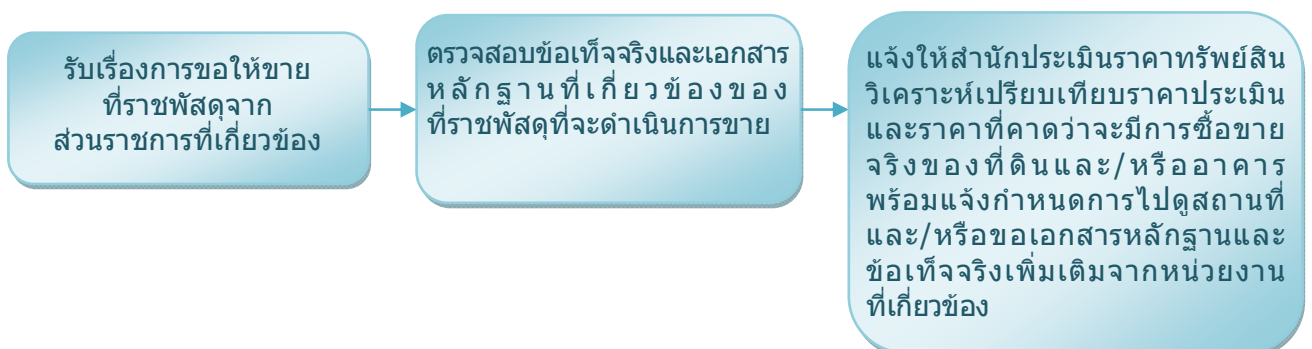 รับเรื่องการขอให้ขาย
ที่ราชพัสดุจาก
ส่วนราชการที่เกี่ยวข้อง
ตรวจสอบข้อเท็จจริงและเอกสาร
หลักฐานที่เกี่ยวข้องของ
ที่ราชพัสดุที่จะดำเนินการขาย
แจ้งให้สำนักประเมินราคาทรัพย์สิน
วิเคราะห์เปรียบเทียบราคาประเมิน
และราคาที่คาดว่าจะมีการซื้อขาย
จริงของที่ดินและ/หรืออาคาร
พร้อมแจ้งกำหนดการไปดูสถานที่
และ/หรือขอเอกสารหลักฐานและ
ข้อเท็จจริงเพิ่มเติมจากหน่วยงาน
ที่เกี่ยวข้อง